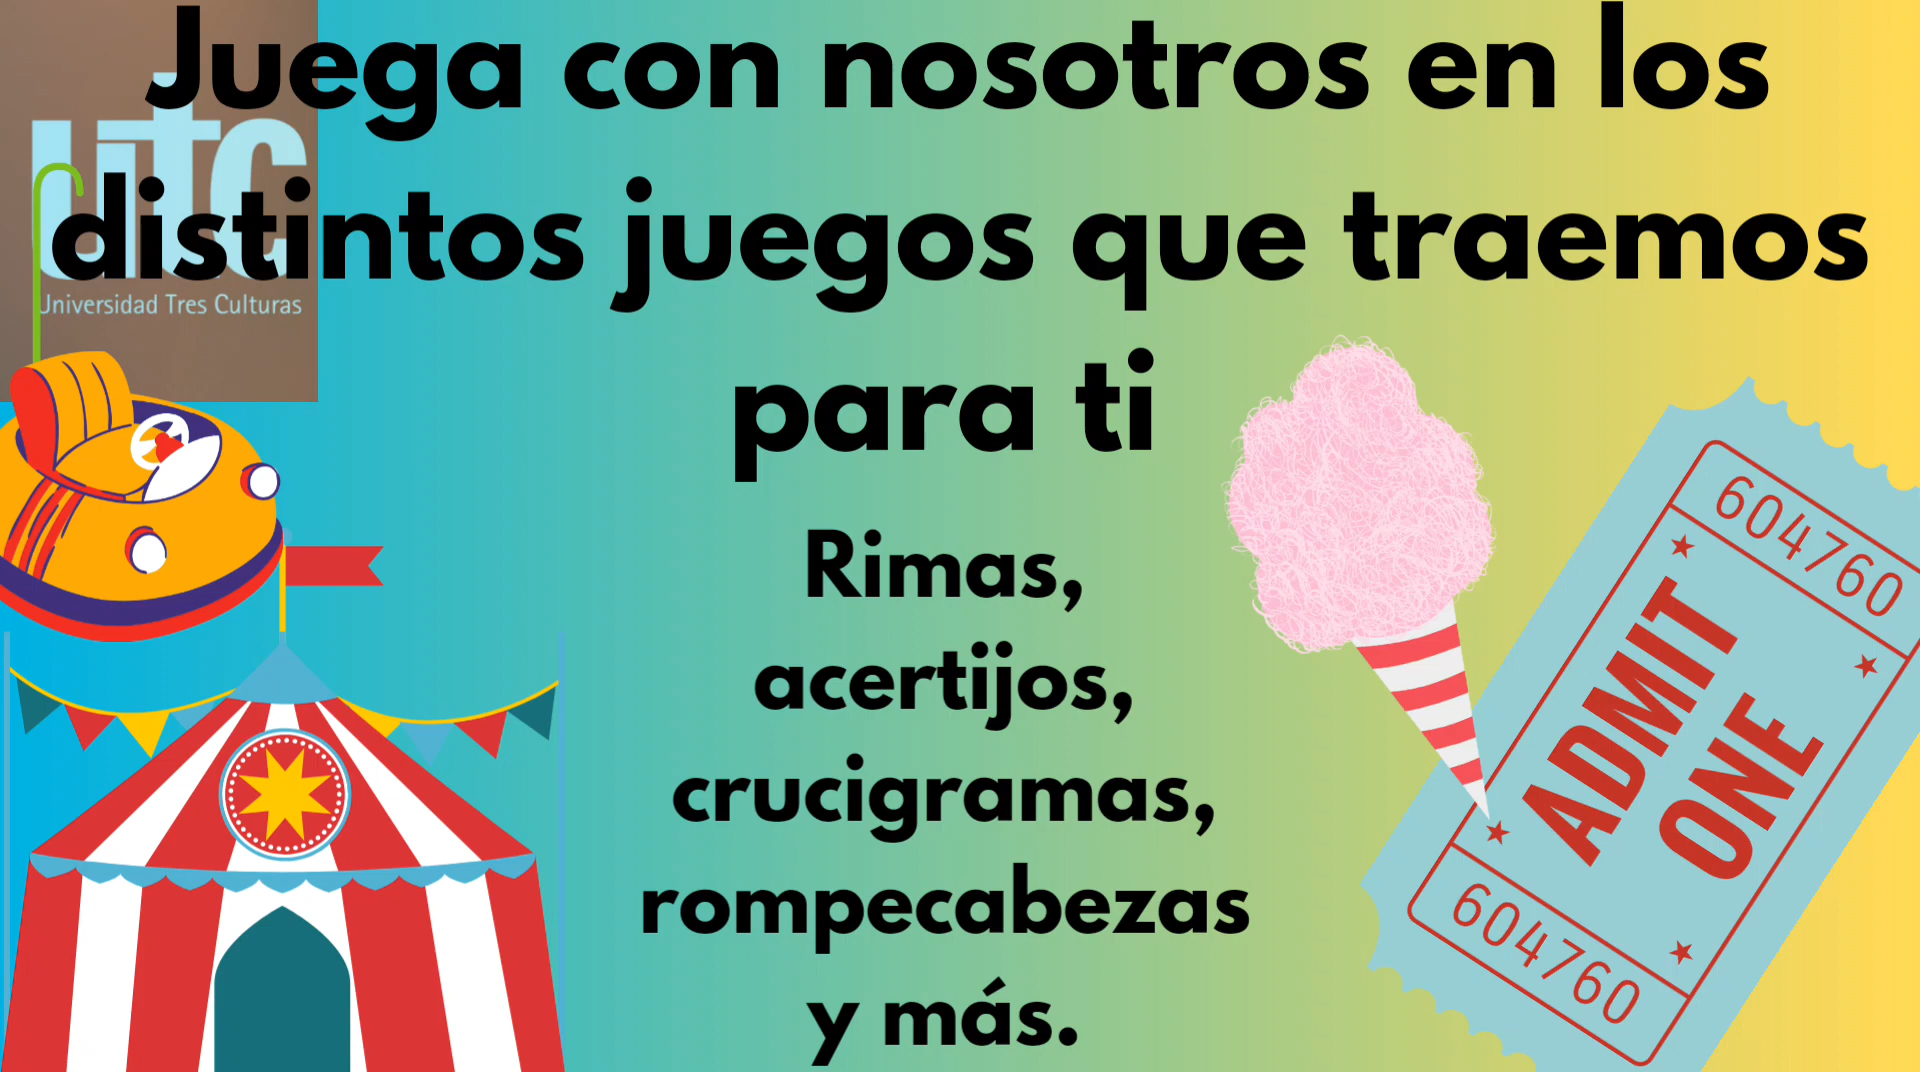 Juega con nosotros en los
distintos juegos que traemos
para ti
utc
Universidad Tres Culturas
Rimas,
acertijos,
crucigramas,
rompecabezas
y más.
604760
ADMIT
ONE
604760